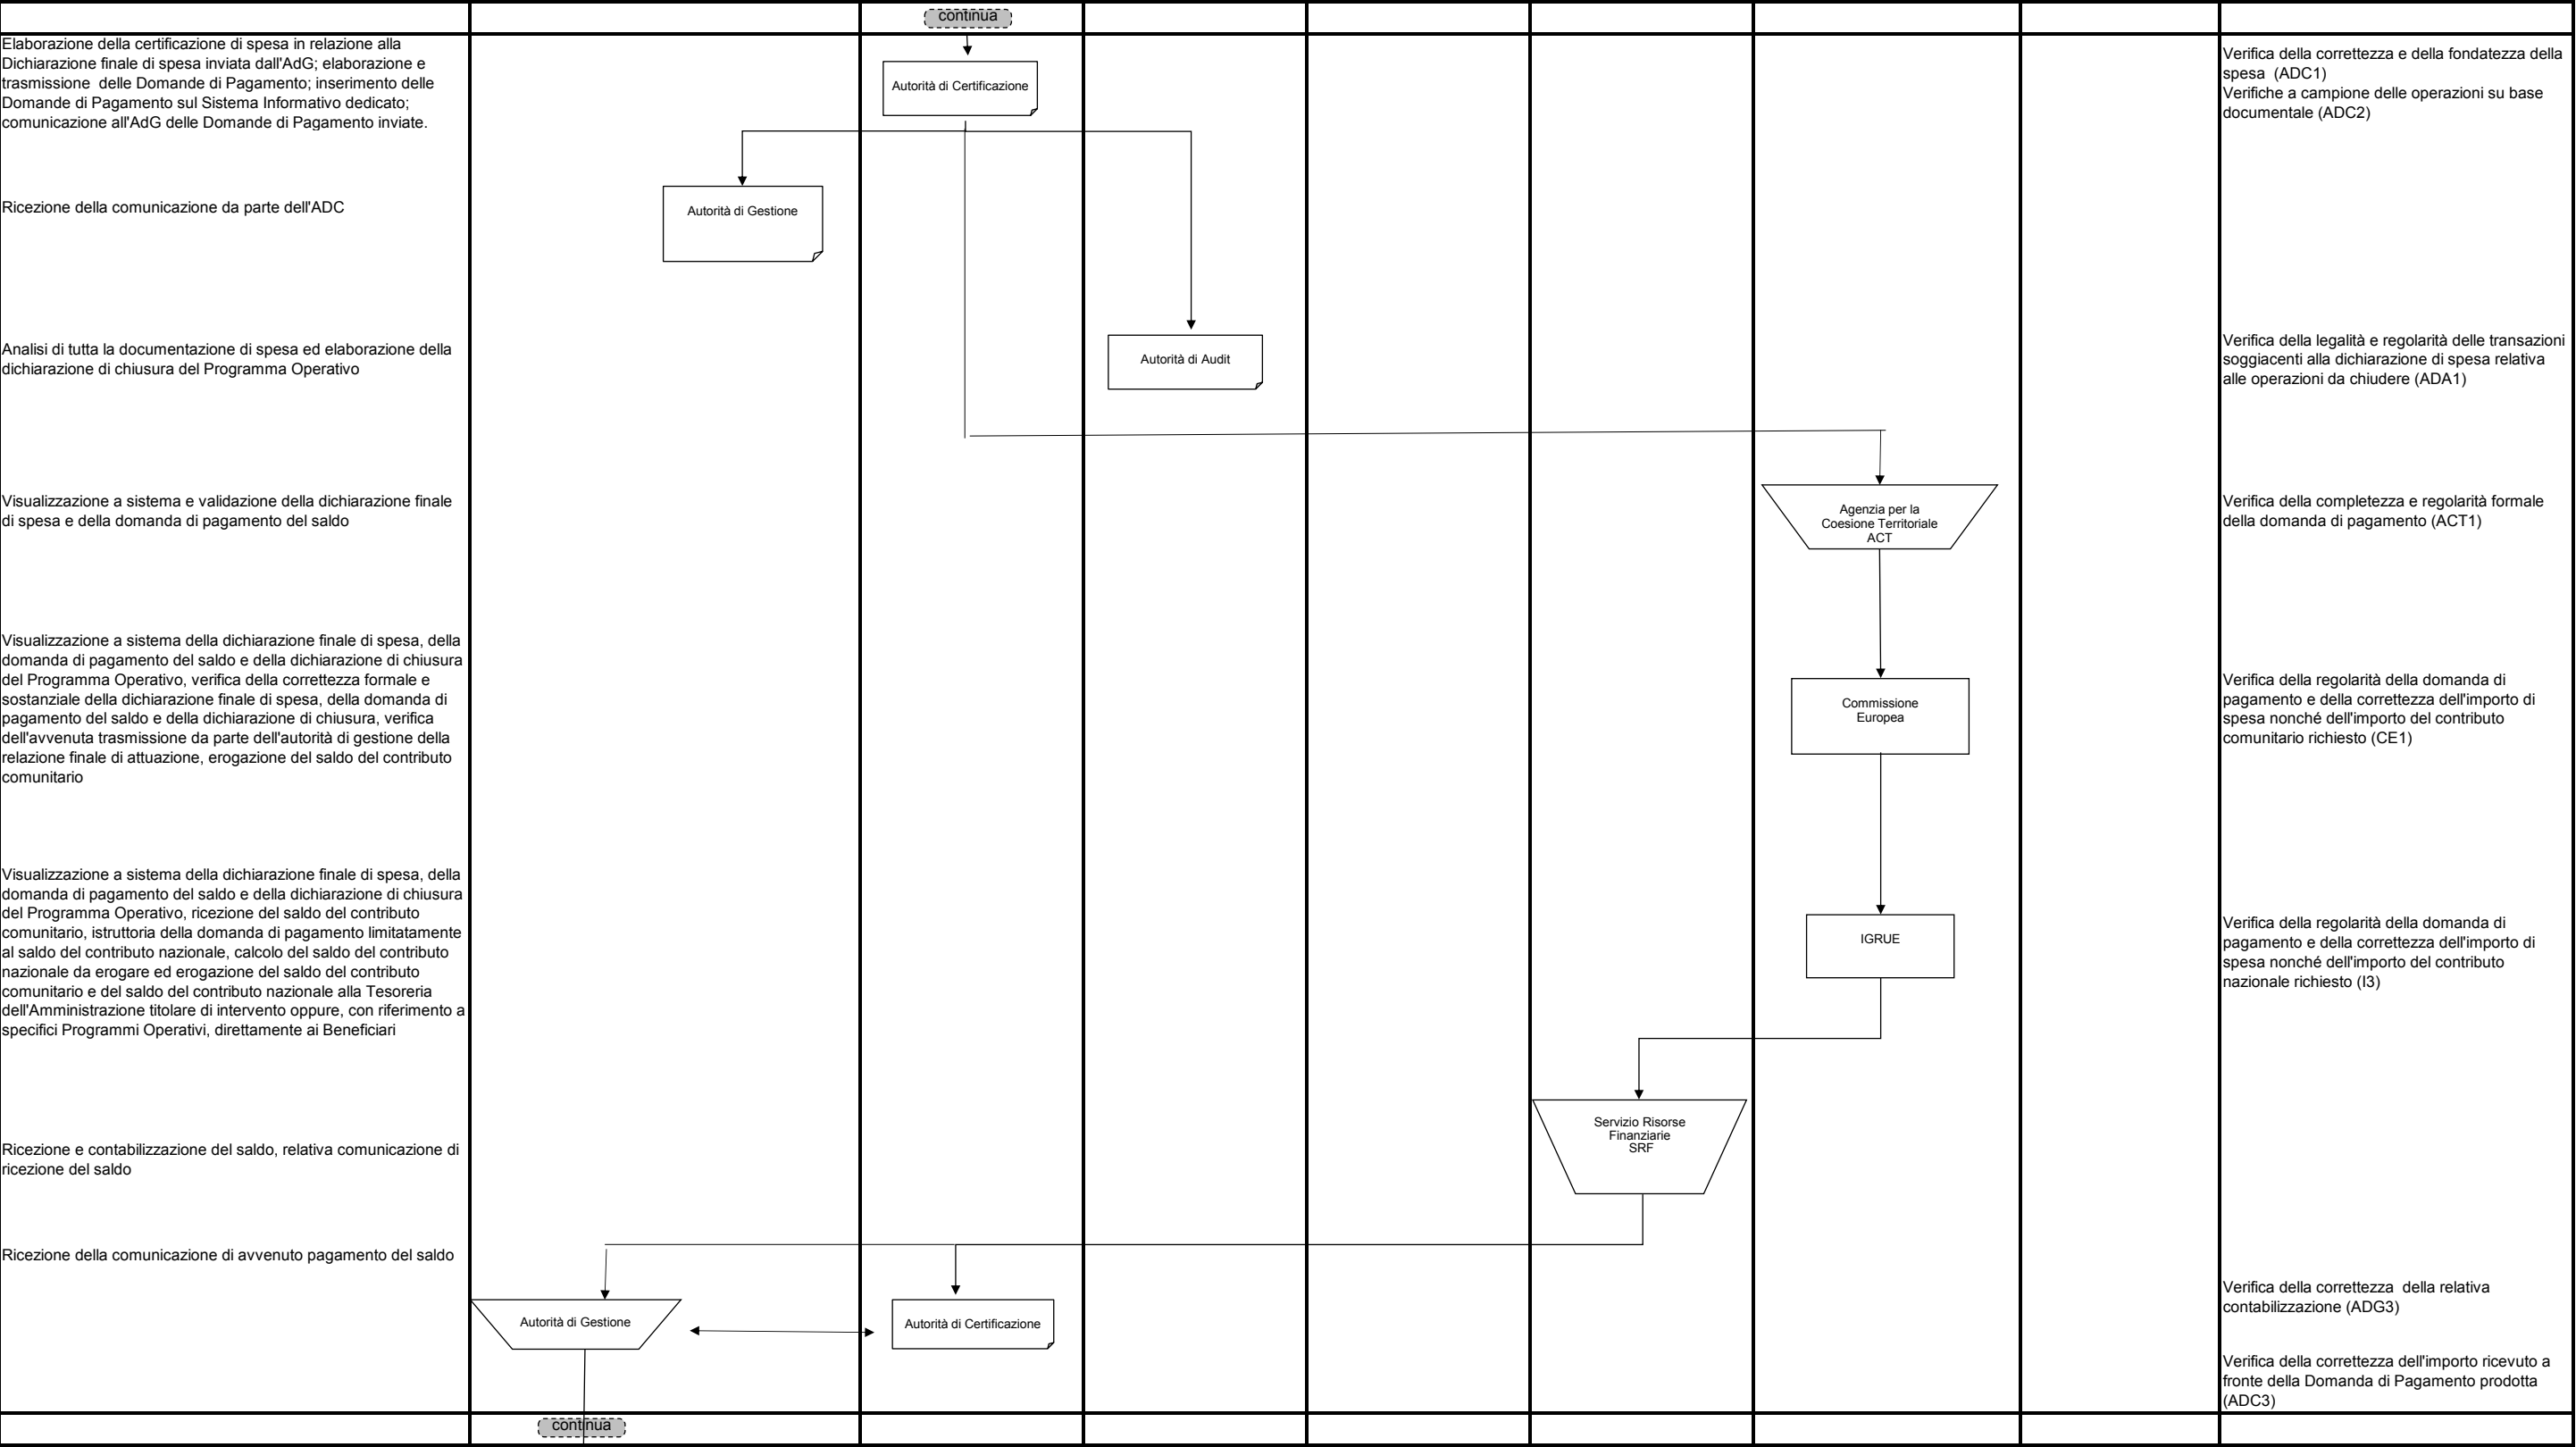 continua
Elaborazione della certificazione di spesa in relazione alla
Dichiarazione finale di spesa inviata dall'AdG; elaborazione e
trasmissione delle Domande di Pagamento; inserimento delle
Domande di Pagamento sul Sistema Informativo dedicato;
comunicazione all'AdG delle Domande di Pagamento inviate.
Autorità di Certificazione
Verifica della correttezza e della fondatezza della
spesa (ADC1)
Verifiche a campione delle operazioni su base
documentale (ADC2)
Ricezione della comunicazione da parte dell'ADC
Autorità di Gestione
Analisi di tutta la documentazione di spesa ed elaborazione della
dichiarazione di chiusura del Programma Operativo
Autorità di Audit
Verifica della legalità e regolarità delle transazioni
soggiacenti alla dichiarazione di spesa relativa
alle operazioni da chiudere (ADA1)
Visualizzazione a sistema e validazione della dichiarazione finale
di spesa e della domanda di pagamento del saldo
Agenzia per la
Coesione Territoriale
ACT
Verifica della completezza e regolarità formale
della domanda di pagamento (ACT1)
Visualizzazione a sistema della dichiarazione finale di spesa, della
domanda di pagamento del saldo e della dichiarazione di chiusura
del Programma Operativo, verifica della correttezza formale e
sostanziale della dichiarazione finale di spesa, della domanda di
pagamento del saldo e della dichiarazione di chiusura, verifica
dell'avvenuta trasmissione da parte dell'autorità di gestione della
relazione finale di attuazione, erogazione del saldo del contributo
comunitario
Commissione
Europea
Verifica della regolarità della domanda di
pagamento e della correttezza dell'importo di
spesa nonché dell'importo del contributo
comunitario richiesto (CE1)
Visualizzazione a sistema della dichiarazione finale di spesa, della
domanda di pagamento del saldo e della dichiarazione di chiusura
del Programma Operativo, ricezione del saldo del contributo
comunitario, istruttoria della domanda di pagamento limitatamente
al saldo del contributo nazionale, calcolo del saldo del contributo
nazionale da erogare ed erogazione del saldo del contributo
comunitario e del saldo del contributo nazionale alla Tesoreria
dell'Amministrazione titolare di intervento oppure, con riferimento a
specifici Programmi Operativi, direttamente ai Beneficiari
IGRUE
Verifica della regolarità della domanda di
pagamento e della correttezza dell'importo di
spesa nonché dell'importo del contributo
nazionale richiesto (I3)
Ricezione e contabilizzazione del saldo, relativa comunicazione di
ricezione del saldo
Servizio Risorse
Finanziarie
SRF
Ricezione della comunicazione di avvenuto pagamento del saldo
Autorità di Gestione
Autorità di Certificazione
Verifica della correttezza della relativa
contabilizzazione (ADG3)
Verifica della correttezza dell'importo ricevuto a
fronte della Domanda di Pagamento prodotta
(ADC3)
continua